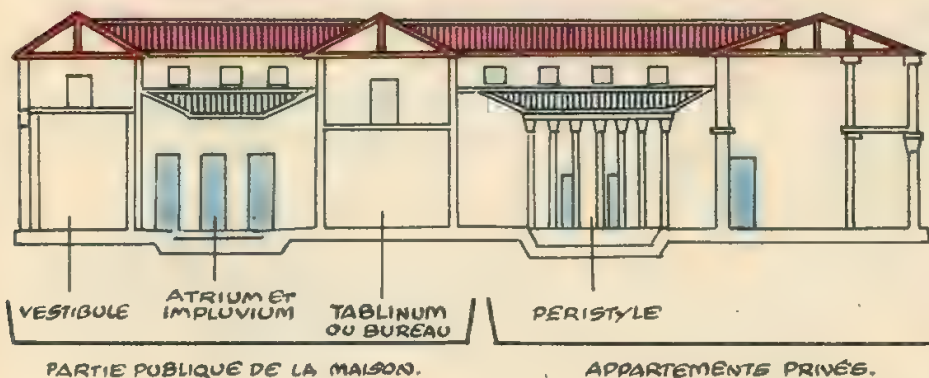 VESTIBULE
ATRIUM ET
IMPLUVIUM
TABLINUM
OU BUREAU
PERISTYLE
PARTIE PUBLIQUE DE LA MAISON.
APPARTEMENTS PRIVÉS.